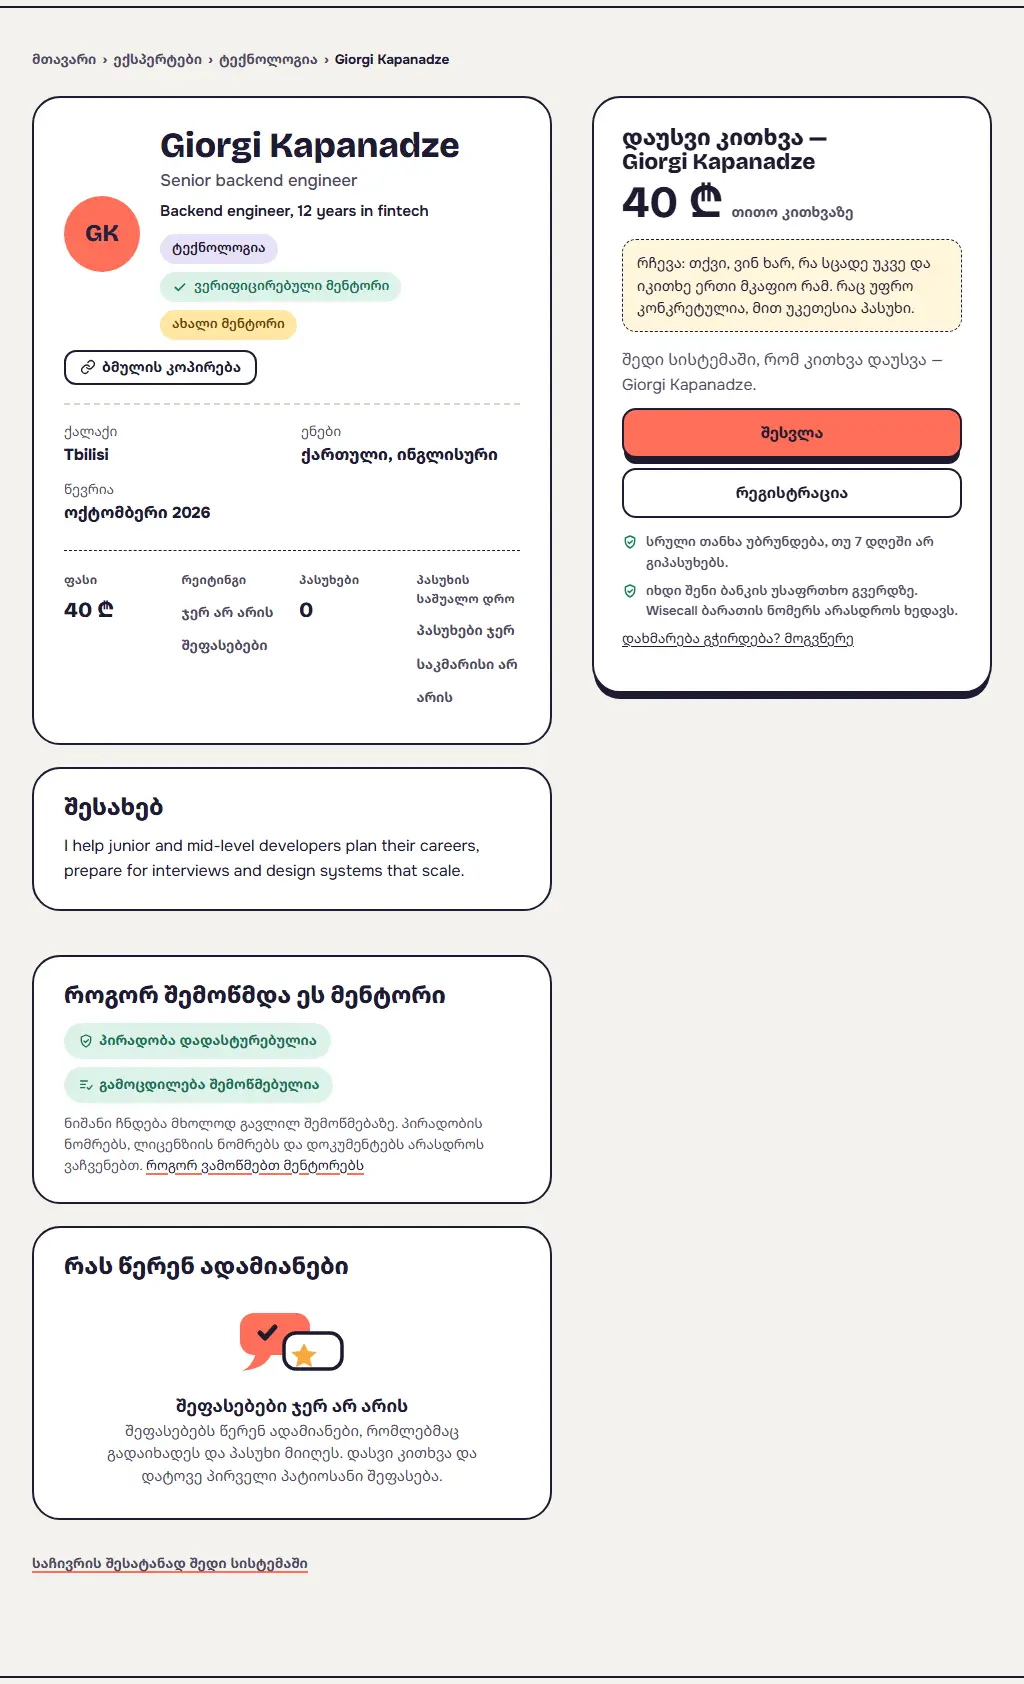 მთავარი › ექსპერტები › ტექნოლოგია › Giorgi Kapanadze
GK
Giorgi Kapanadze
Senior backend engineer
Backend engineer, 12 years in fintech
ტექნოლოგია
ვერიფიცირებული მენტორი
ახალი მენტორი
ბმულის კოპირება
ქალაქი
Tbilisi
ენები
ქართული, ინგლისური
წევრია
ოქტომბერი 2026
ფასი
40 ₾
რეიტინგი
ჯერ არ არის
შეფასებები
პასუხები
0
პასუხის
საშუალო დრო
პასუხები ჯერ
საკმარისი არ
არის
შესახებ
I help junior and mid-level developers plan their careers,
prepare for interviews and design systems that scale.
როგორ შემოწმდა ეს მენტორი
პირადობა დადასტურებულია
გამოცდილება შემოწმებულია
ნიშანი ჩნდება მხოლოდ გავლილ შემოწმებაზე. პირადობის
ნომრებს, ლიცენზიის ნომრებს და დოკუმენტებს არასდროს
ვაჩვენებთ. როგორ ვამოწმებთ მენტორებს
რას წერენ ადამიანები
შეფასებები ჯერ არ არის
შეფასებებს წერენ ადამიანები, რომლებმაც
გადაიხადეს და პასუხი მიიღეს. დასვი კითხვა და
დატოვე პირველი პატიოსანი შეფასება.
საჩივრის შესატანად შედი სისტემაში
დაუსვი კითხვა —
Giorgi Kapanadze
40 ₾ თითო კითხვაზე
რჩევა: თქვი, ვინ ხარ, რა სცადე უკვე და
იკითხე ერთი მკაფიო რამ. რაც უფრო
კონკრეტულია, მით უკეთესია პასუხი.
შედი სისტემაში, რომ კითხვა დაუსვა —
Giorgi Kapanadze.
შესვლა
რეგისტრაცია
სრული თანხა უბრუნდება, თუ 7 დღეში არ
გიპასუხებს.
იხდი შენი ბანკის უსაფრთხო გვერდზე.
Wisecall ბარათის ნომერს არასდროს ხედავს.
დახმარება გჭირდება? მოგვწერე